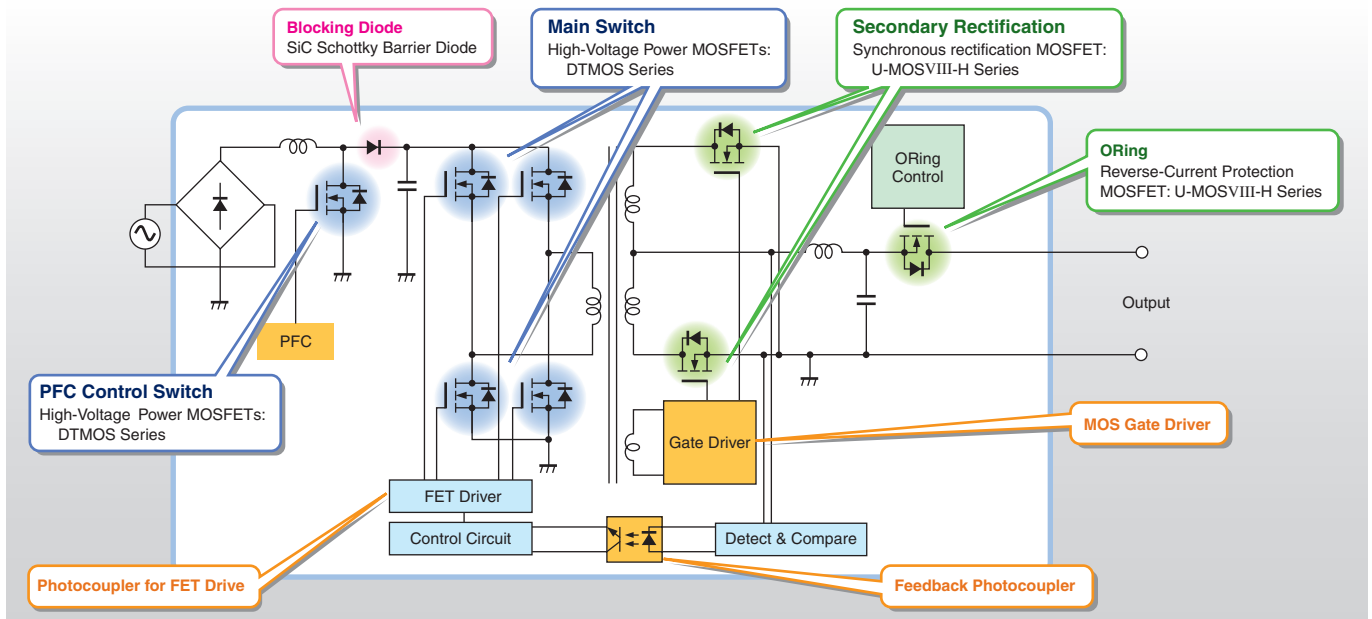 Blocking Diode
SiC Schottky Barrier Diode
Main Switch
High-Voltage Power MOSFETs:
DTMOS Series
Secondary Rectification
Synchronous rectification MOSFET:
U-MOSVIII-H Series
ORing
Control
ORing
Reverse-Current Protection
MOSFET: U-MOSVIII-H Series
Output
PFC
PFC Control Switch
High-Voltage Power MOSFETs:
DTMOS Series
Gate Driver
MOS Gate Driver
FET Driver
Control Circuit
Detect & Compare
Photocoupler for FET Drive
Feedback Photocoupler